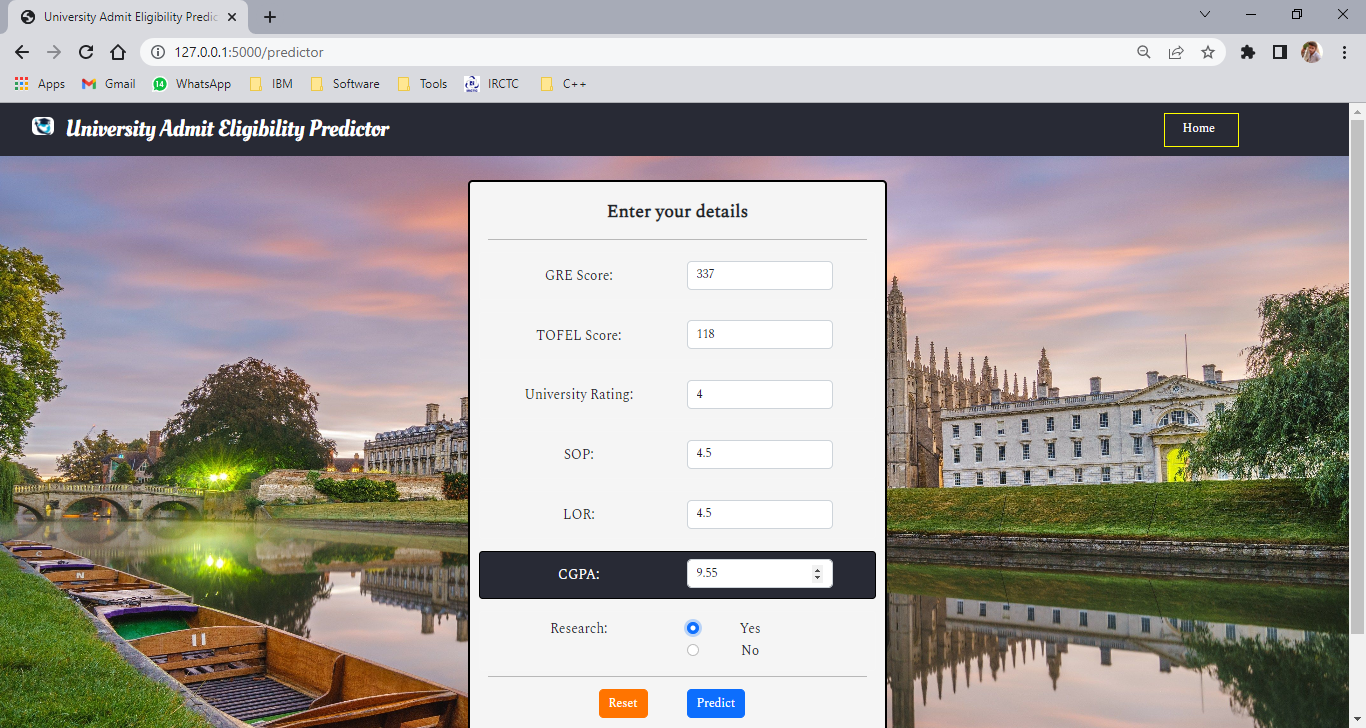 University Admit Eligibility Predic
127.0.0.1:5000/predictor
Apps Gmail 14 WhatsApp IBM Software Tools IRCTC C++
University Admit Eligibility Predictor Home
Enter your details
GRE Score: 337
TOFEL Score: 118
University Rating: 4
SOP: 4.5
LOR: 4.5
CGPA: 9.55
Research: Yes
No
Reset Predict